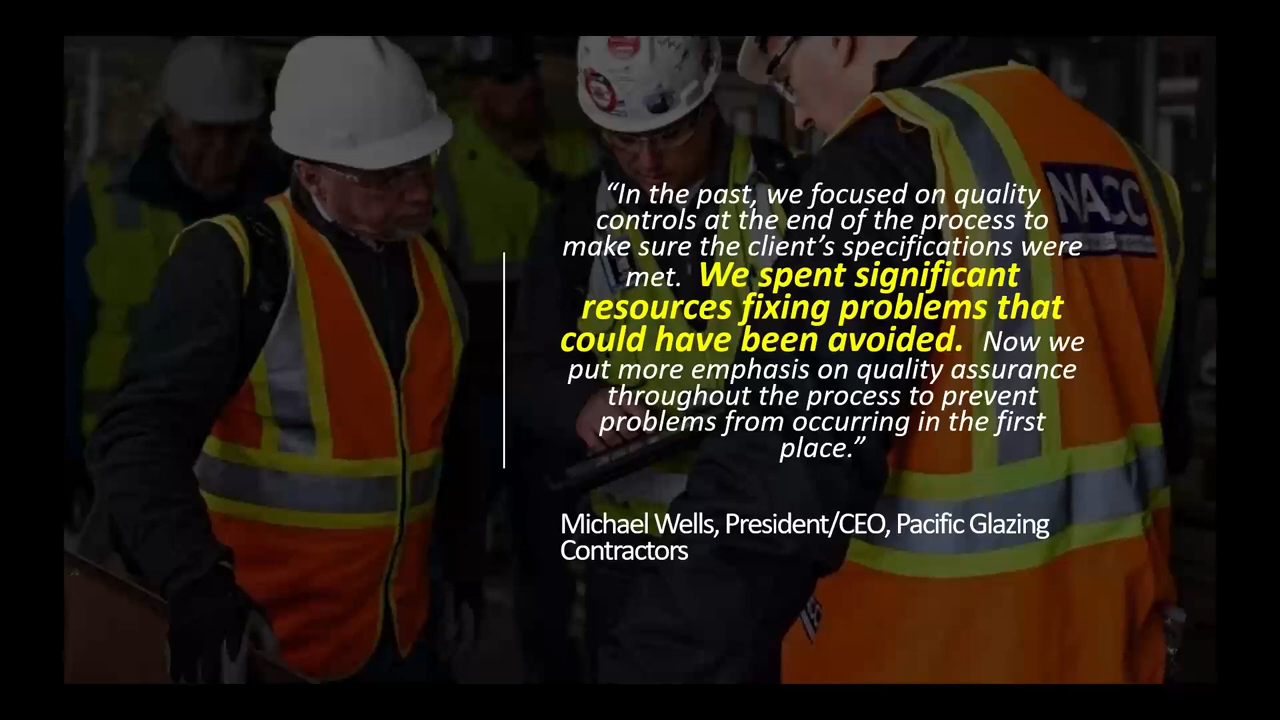 “In the past, we focused on quality
controls at the end of the process to
make sure the client’s specifications were
met. We spent significant
resources fixing problems that
could have been avoided. Now we
put more emphasis on quality assurance
throughout the process to prevent
problems from occurring in the first
place.”
Michael Wells, President/CEO, Pacific Glazing
Contractors
NACC